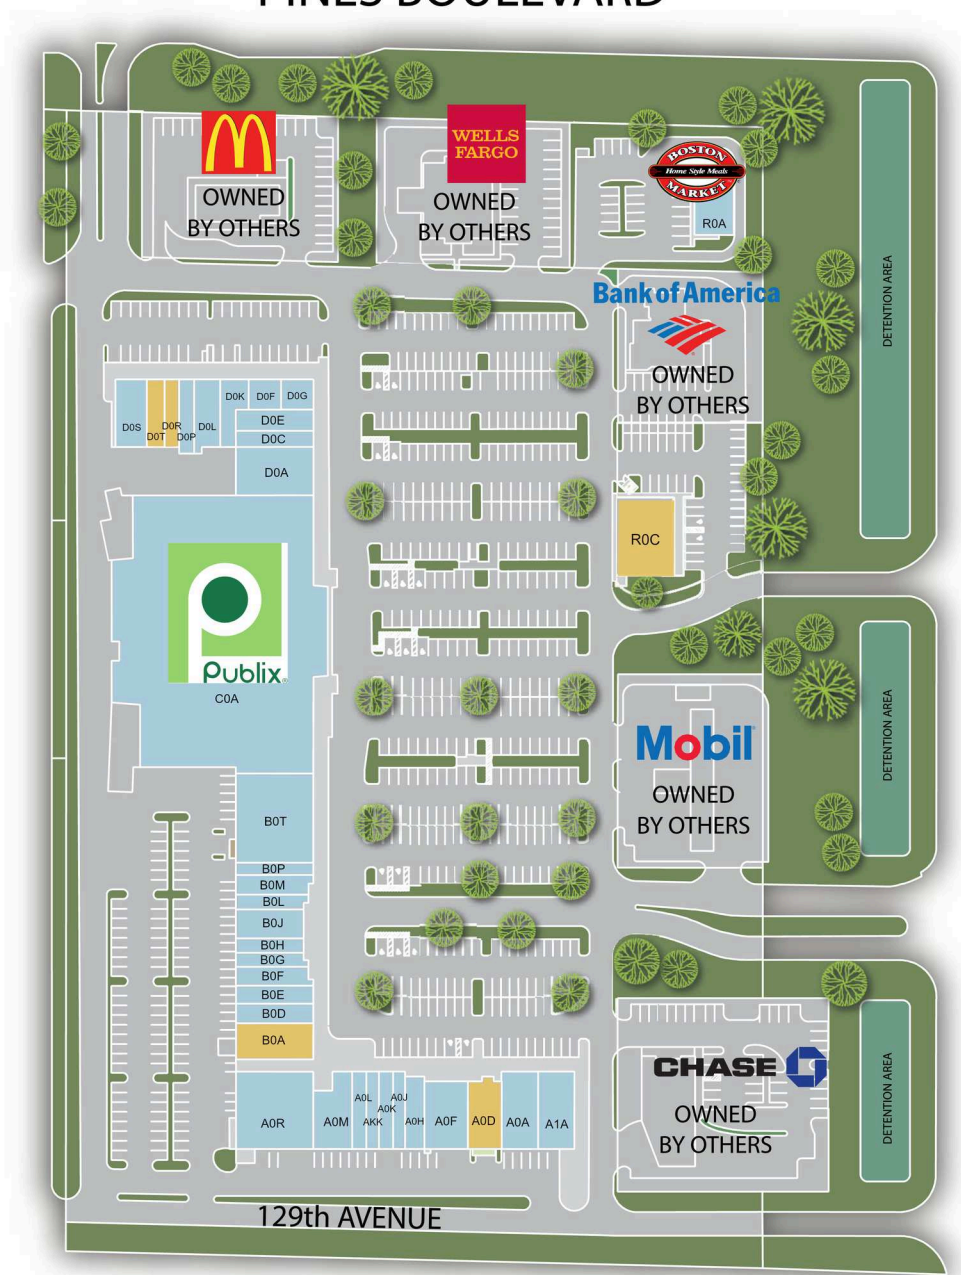 PINES BOULEVARD
WELLS
FARGO
BOSTON
Home Style Meals
MARKET
OWNED
BY OTHERS
OWNED
BY OTHERS
R0A
DETENTION AREA
Bank of America
OWNED
BY OTHERS
D0K
D0F
D0G
D0S
D0T
D0R
D0P
D0L
D0E
D0C
D0A
R0C
Publix
C0A
Mobil
OWNED
BY OTHERS
DETENTION AREA
B0T
B0P
B0M
B0L
B0J
B0H
B0G
B0F
B0E
B0D
B0A
CHASE
OWNED
BY OTHERS
DETENTION AREA
A0R
A0M
A0L
AKK
A0K
A0J
A0H
A0F
A0D
A0A
A1A
129th AVENUE